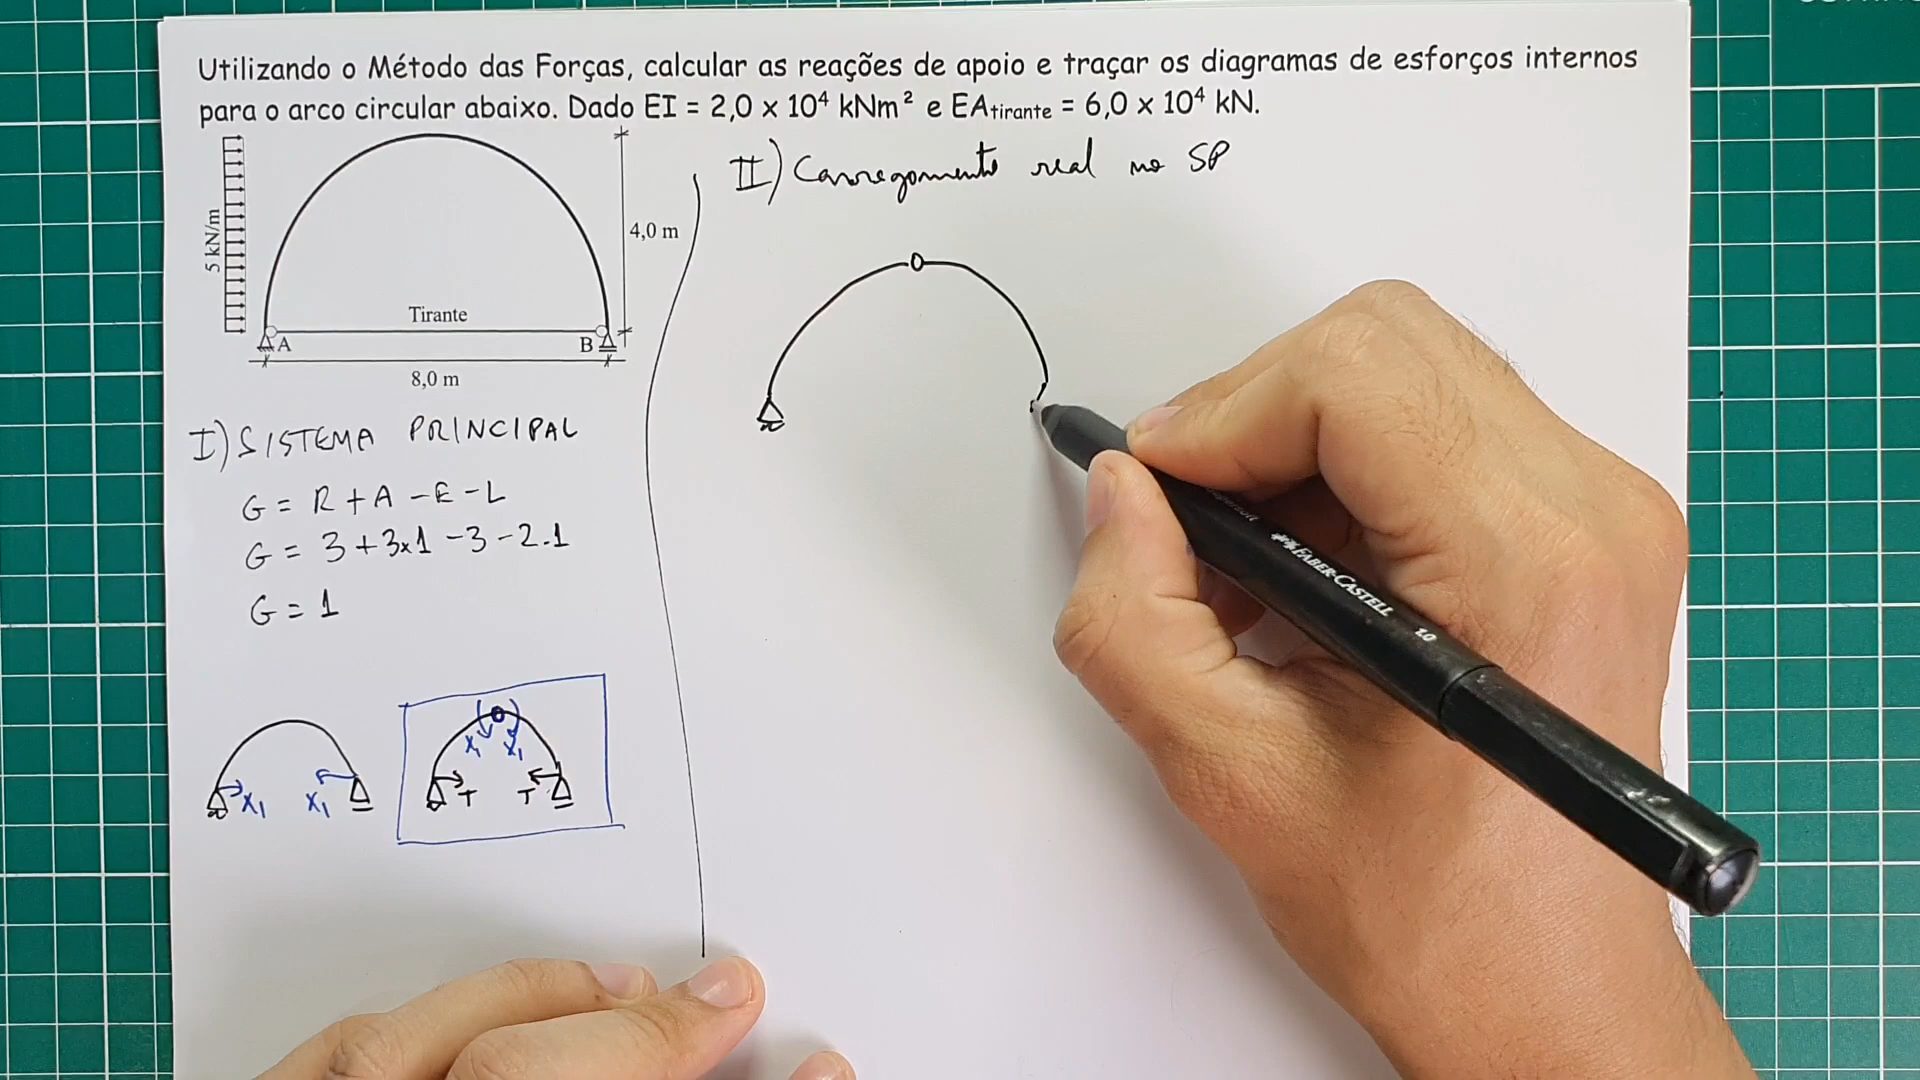 Utilizando o Método das Forças, calcular as reações de apoio e traçar os diagramas de esforços internos
para o arco circular abaixo. Dado EI = 2,0 x 10⁴ kNm² e EAtirante = 6,0 x 10⁴ kN.
5 kN/m
4,0 m
Tirante
A
B
8,0 m
I) SISTEMA PRINCIPAL
G = R + A - E - L
G = 3 + 3x1 - 3 - 2.1
G = 1
X1 X1
X1 X1
T T
II) Carregamento real no SP
FABER-CASTELL 1.0